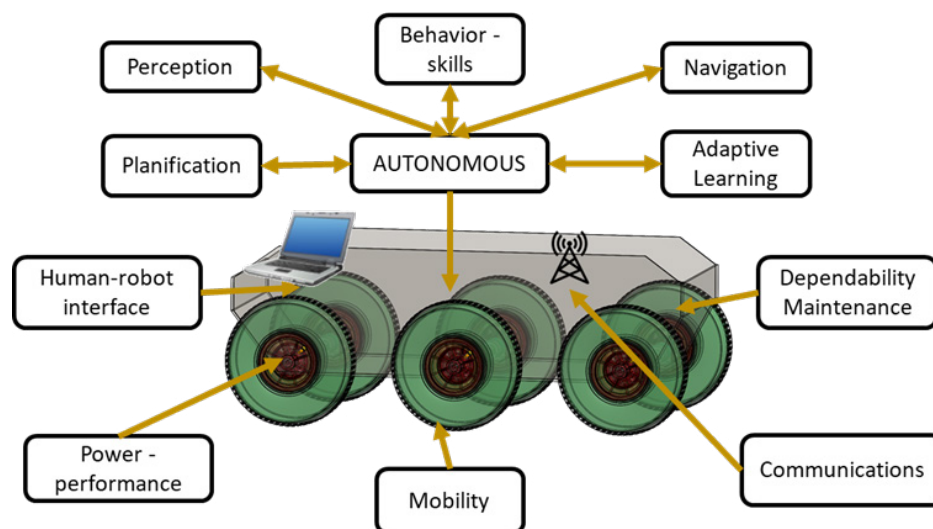 Behavior -
skills
Perception
Navigation
Planification
AUTONOMOUS
Adaptive
Learning
Human-robot
interface
Dependability
Maintenance
Power -
performance
Mobility
Communications